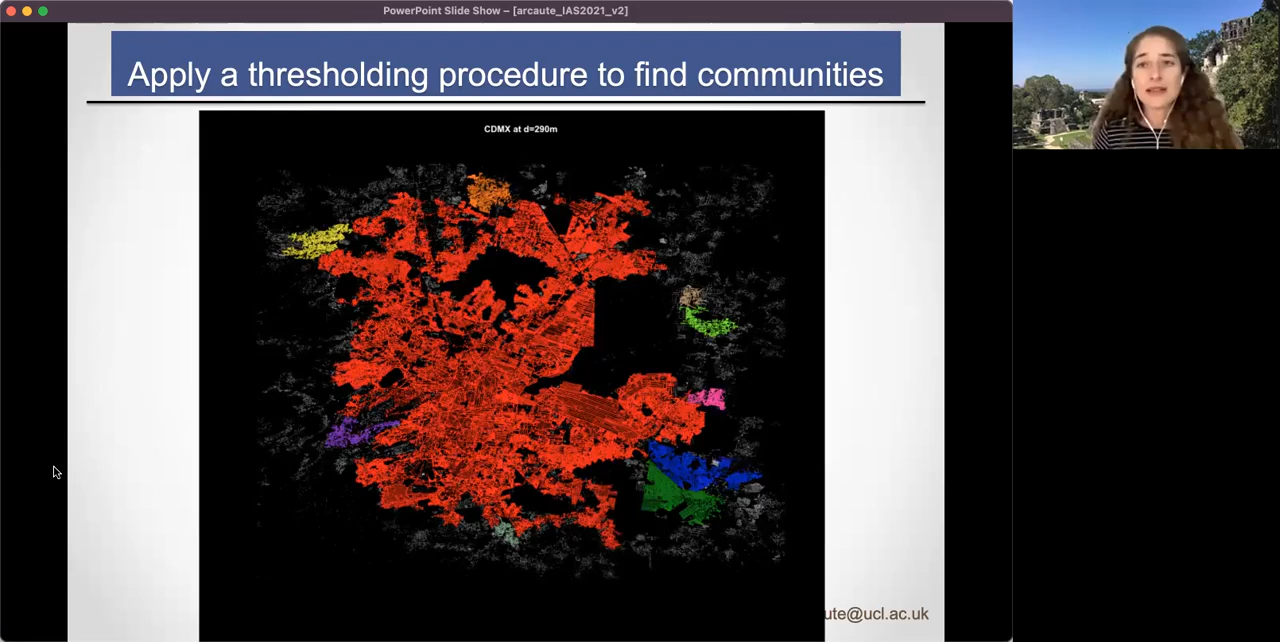 PowerPoint Slide Show – [arcaute_IAS2021_v2]
Apply a thresholding procedure to find communities
CDMX at d=290m
ute@ucl.ac.uk